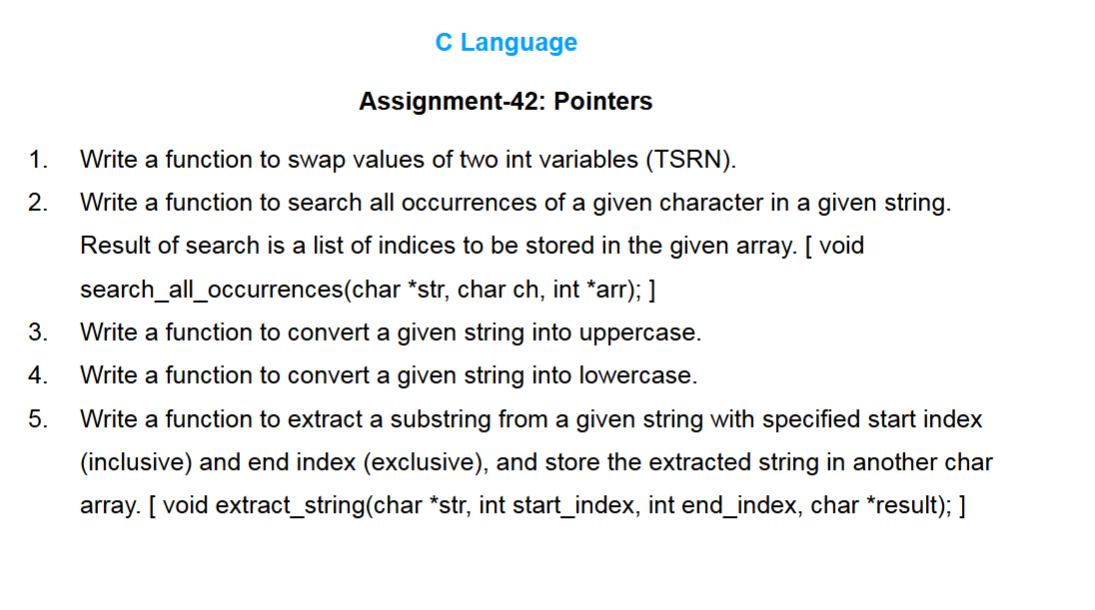 C Language
Assignment-42: Pointers
1. Write a function to swap values of two int variables (TSRN).
2. Write a function to search all occurrences of a given character in a given string.
Result of search is a list of indices to be stored in the given array. [ void
search_all_occurrences(char *str, char ch, int *arr); ]
3. Write a function to convert a given string into uppercase.
4. Write a function to convert a given string into lowercase.
5. Write a function to extract a substring from a given string with specified start index
(inclusive) and end index (exclusive), and store the extracted string in another char
array. [ void extract_string(char *str, int start_index, int end_index, char *result); ]